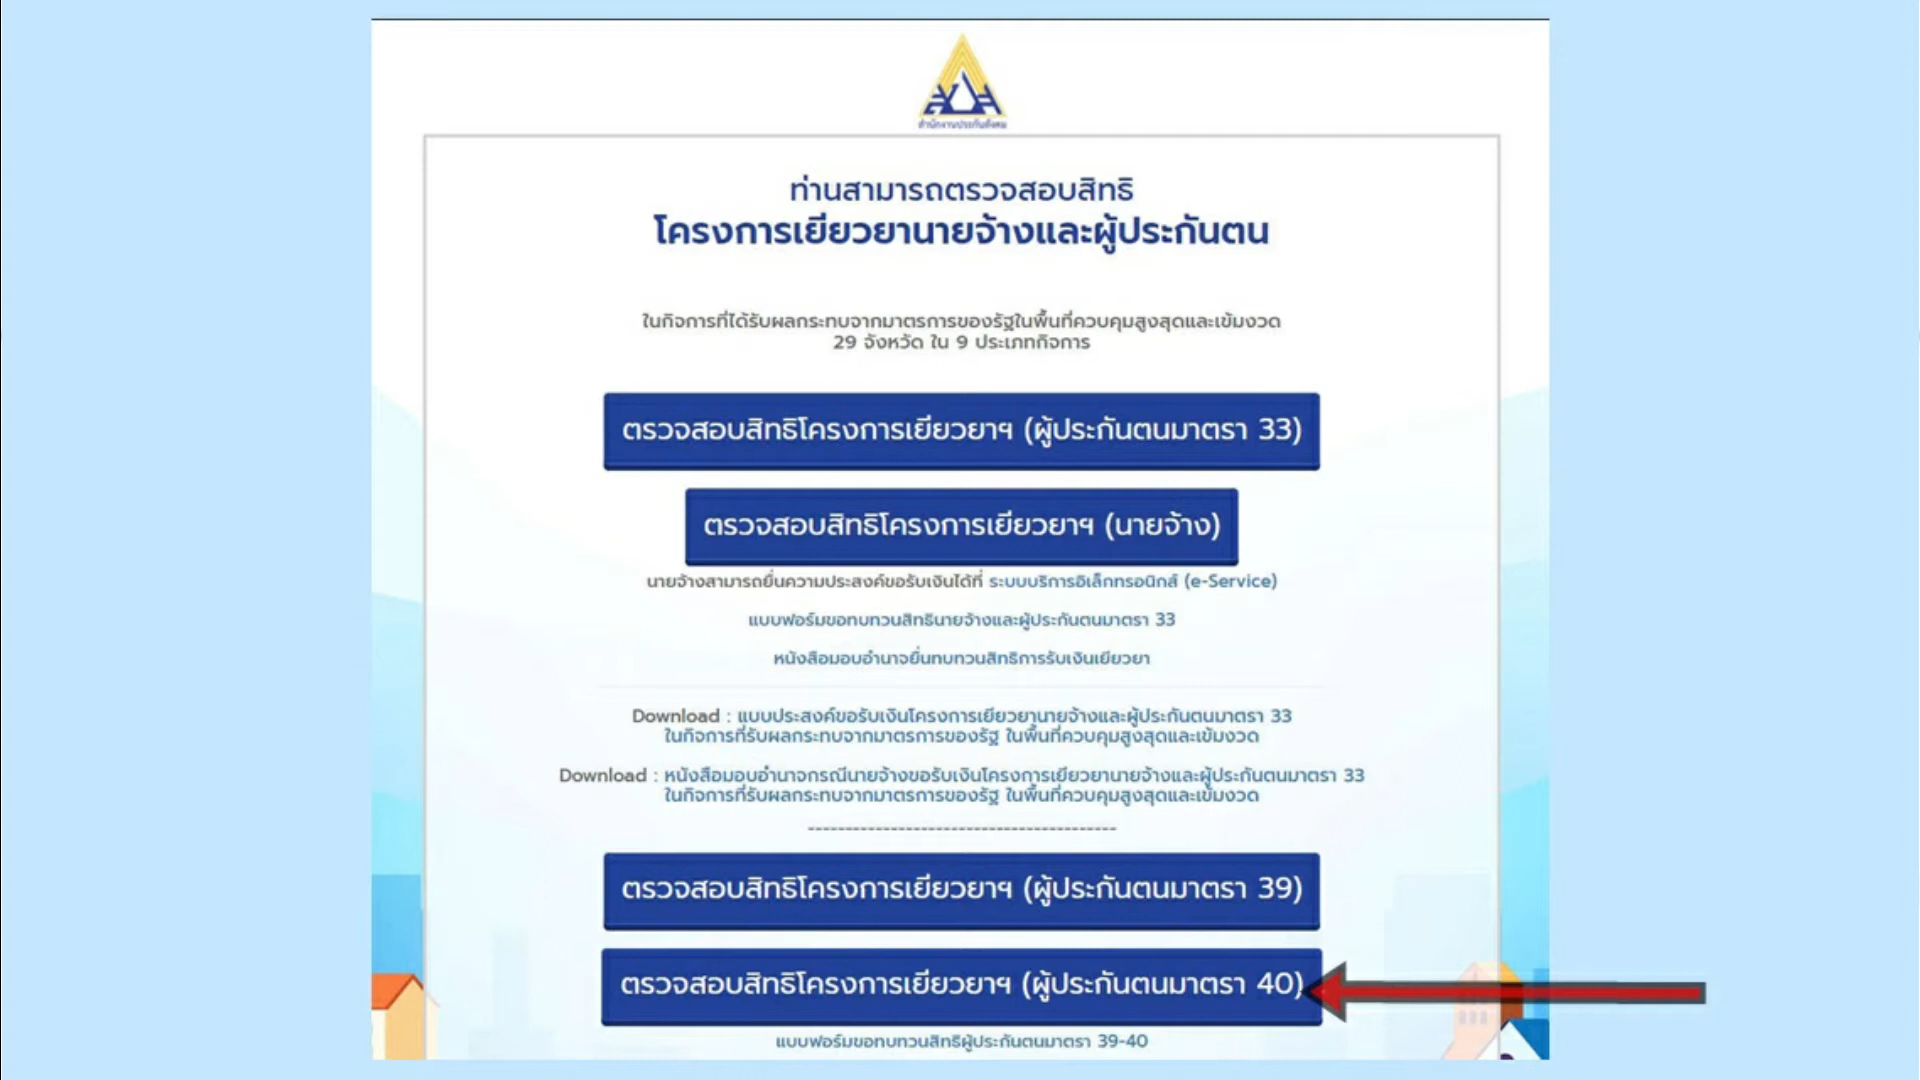 สำนักงานประกันสังคม
ท่านสามารถตรวจสอบสิทธิ
โครงการเยียวยานายจ้างและผู้ประกันตน
ในกิจการที่ได้รับผลกระทบจากมาตรการของรัฐในพื้นที่ควบคุมสูงสุดและเข้มงวด
29 จังหวัด ใน 9 ประเภทกิจการ
ตรวจสอบสิทธิโครงการเยียวยาฯ (ผู้ประกันตนมาตรา 33)
ตรวจสอบสิทธิโครงการเยียวยาฯ (นายจ้าง)
นายจ้างสามารถยื่นความประสงค์ขอรับเงินได้ที่ ระบบบริการอิเล็กทรอนิกส์ (e-Service)
แบบฟอร์มขอทบทวนสิทธินายจ้างและผู้ประกันตนมาตรา 33
หนังสือมอบอำนาจยื่นทบทวนสิทธิการรับเงินเยียวยา
Download : แบบประสงค์ขอรับเงินโครงการเยียวยานายจ้างและผู้ประกันตนมาตรา 33
ในกิจการที่รับผลกระทบจากมาตรการของรัฐ ในพื้นที่ควบคุมสูงสุดและเข้มงวด
Download : หนังสือมอบอำนาจกรณีนายจ้างขอรับเงินโครงการเยียวยานายจ้างและผู้ประกันตนมาตรา 33
ในกิจการที่รับผลกระทบจากมาตรการของรัฐ ในพื้นที่ควบคุมสูงสุดและเข้มงวด
-----------------------------------------
ตรวจสอบสิทธิโครงการเยียวยาฯ (ผู้ประกันตนมาตรา 39)
ตรวจสอบสิทธิโครงการเยียวยาฯ (ผู้ประกันตนมาตรา 40)
แบบฟอร์มขอทบทวนสิทธิผู้ประกันตนมาตรา 39-40